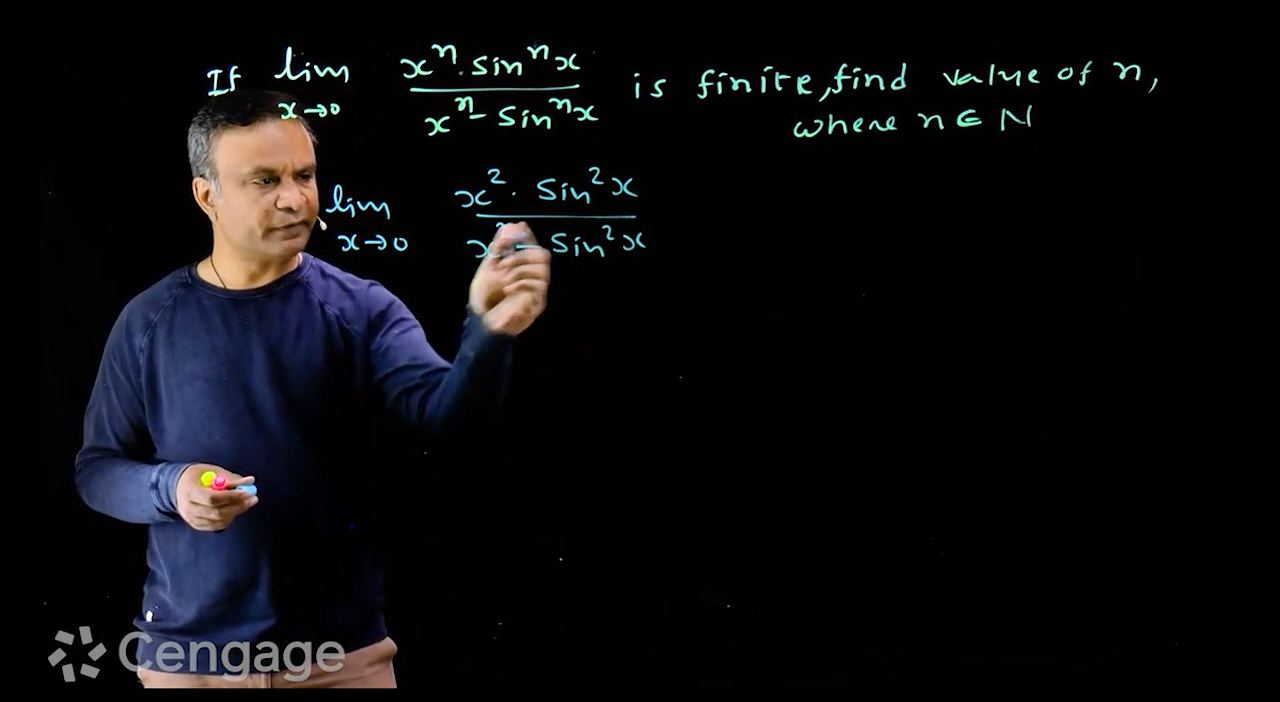 If lim x→0 xⁿ·sinⁿx / xⁿ - sinⁿx is finite, find value of n,
where n ∈ N
lim x→0 x²· sin²x / x² - sin²x
Cengage